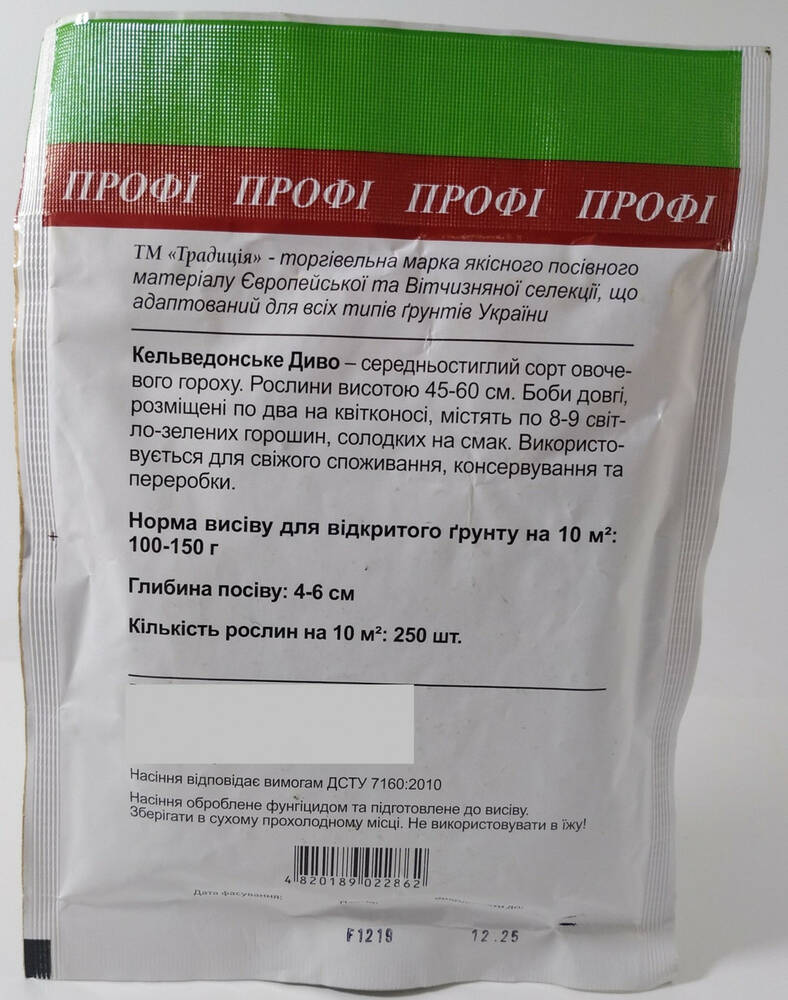 ПРОФІ ПРОФІ ПРОФІ ПРОФІ
ТМ «Традиція» - торгівельна марка якісного посівного
матеріалу Європейської та Вітчизняної селекції, що
адаптований для всіх типів ґрунтів України
Кельведонське Диво – середньостиглий сорт овоче-
вого гороху. Рослини висотою 45-60 см. Боби довгі,
розміщені по два на квітконосі, містять по 8-9 світ-
ло-зелених горошин, солодких на смак. Використо-
вується для свіжого споживання, консервування та
переробки.
Норма висіву для відкритого ґрунту на 10 м²:
100-150 г
Глибина посіву: 4-6 см
Кількість рослин на 10 м²: 250 шт.
Насіння відповідає вимогам ДСТУ 7160:2010
Насіння оброблене фунгіцидом та підготовлене до висіву.
Зберігати в сухому прохолодному місці. Не використовувати в їжу!
4 820189 022862
Дата фасування:
F1219 12.25